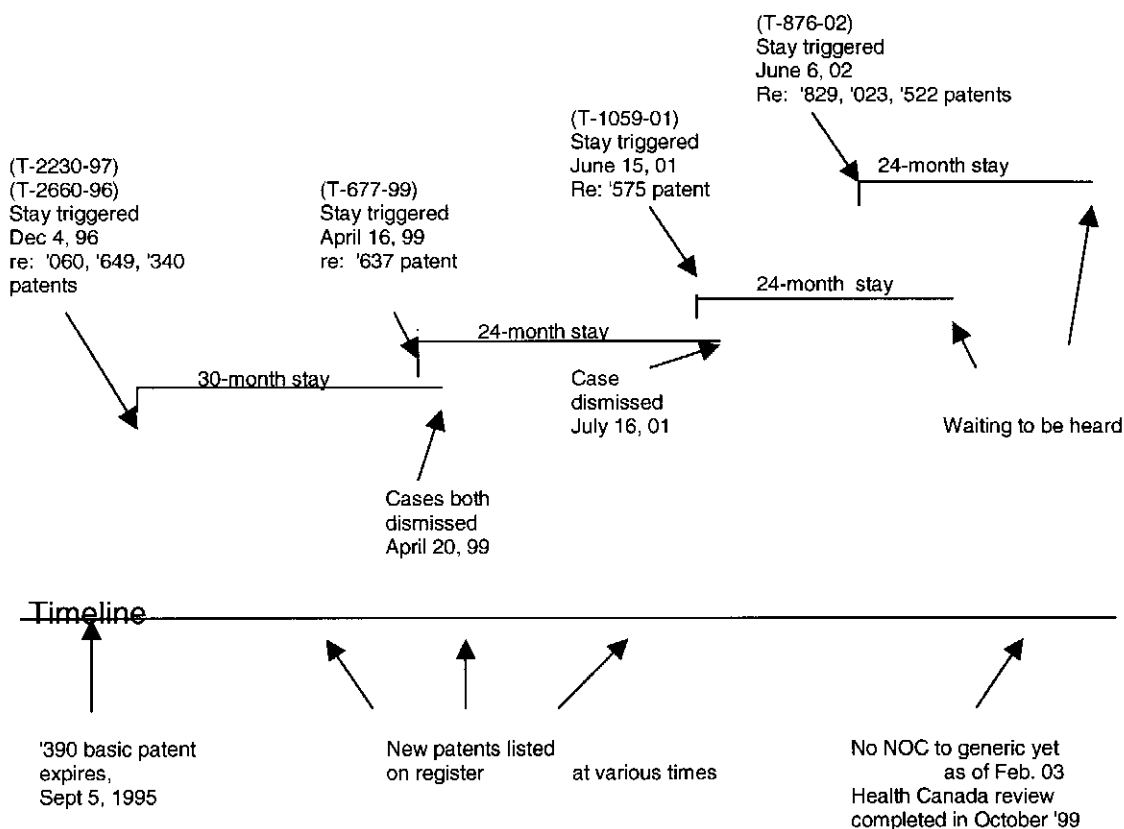 (T-876-02)
Stay triggered
June 6, 02
Re: '829, '023, '522 patents
24-month stay
(T-1059-01)
Stay triggered
June 15, 01
Re: '575 patent
24-month stay
(T-2230-97)
(T-2660-96)
Stay triggered
Dec 4, 96
re: '060, '649, '340
patents
(T-677-99)
Stay triggered
April 16, 99
re: '637 patent
24-month stay
30-month stay
Case
dismissed
July 16, 01
Waiting to be heard
Cases both
dismissed
April 20, 99
Timeline
'390 basic patent
expires,
Sept 5, 1995
New patents listed
on register at various times
No NOC to generic yet
as of Feb. 03
Health Canada review
completed in October '99